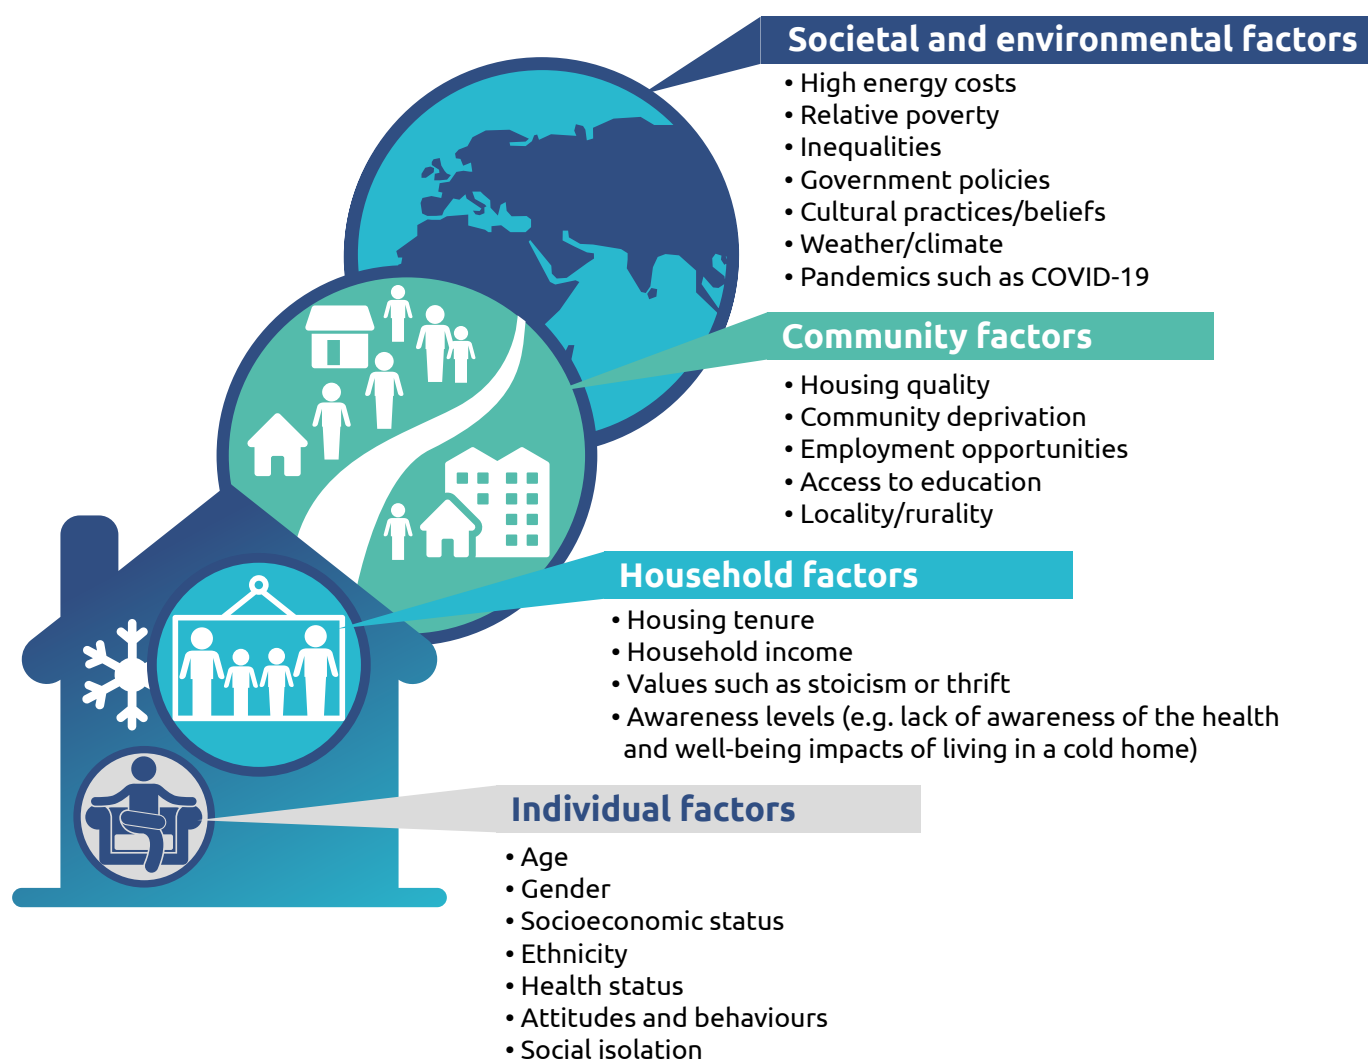 Societal and environmental factors
• High energy costs
• Relative poverty
• Inequalities
• Government policies
• Cultural practices/beliefs
• Weather/climate
• Pandemics such as COVID-19
Community factors
• Housing quality
• Community deprivation
• Employment opportunities
• Access to education
• Locality/rurality
Household factors
• Housing tenure
• Household income
• Values such as stoicism or thrift
• Awareness levels (e.g. lack of awareness of the health
and well-being impacts of living in a cold home)
Individual factors
• Age
• Gender
• Socioeconomic status
• Ethnicity
• Health status
• Attitudes and behaviours
• Social isolation